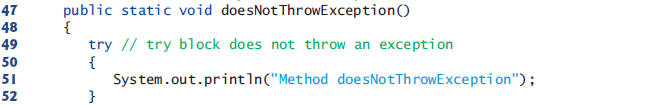 47 public static void doesNotThrowException()
48 {
49 try // try block does not throw an exception
50 {
51 System.out.println("Method doesNotThrowException");
52 }